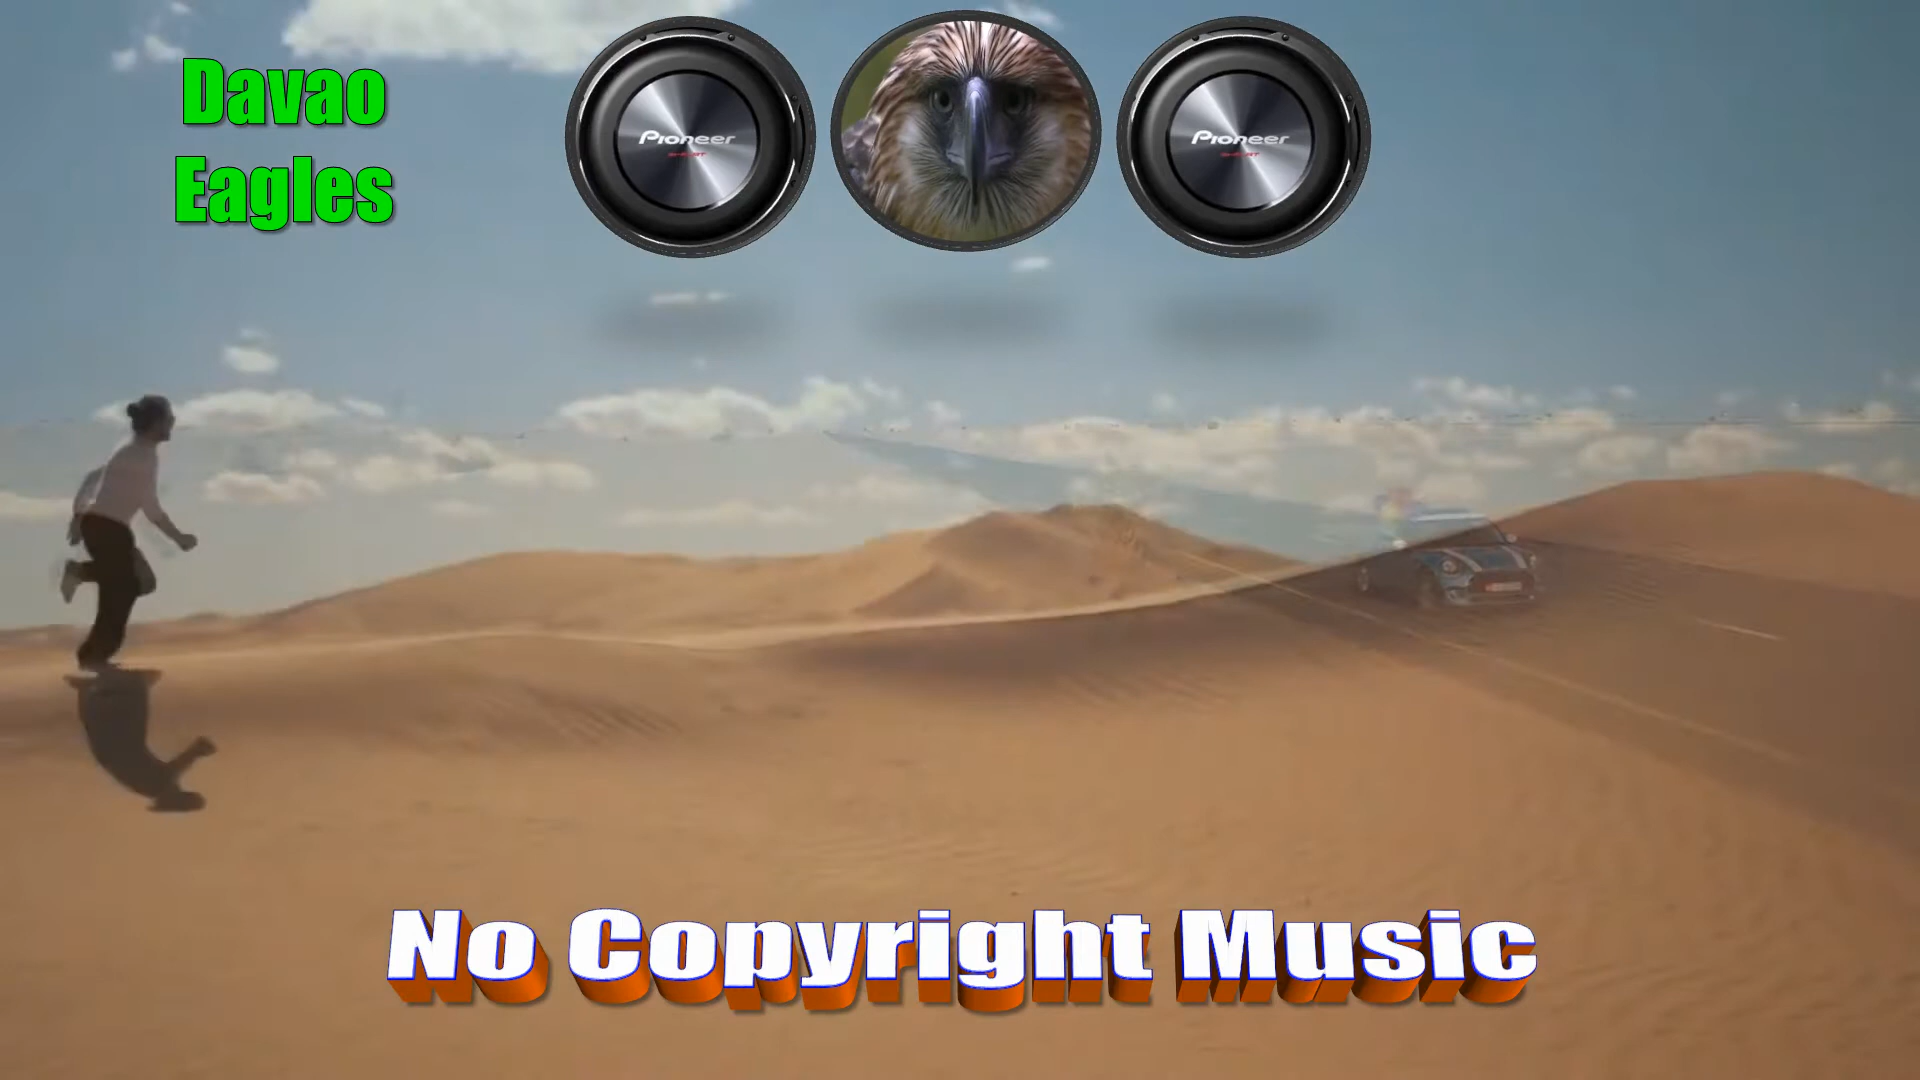 Davao
Eagles
Pioneer
Pioneer
No Copyright Music